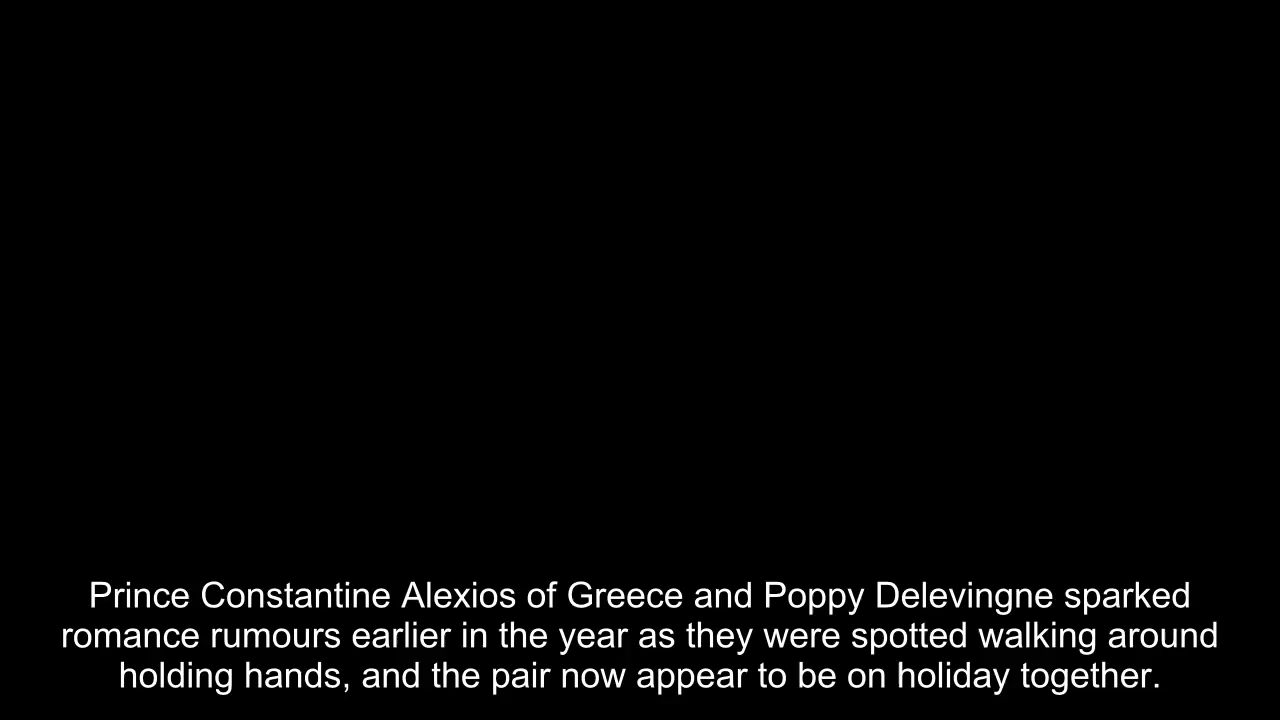 Prince Constantine Alexios of Greece and Poppy Delevingne sparked
romance rumours earlier in the year as they were spotted walking around
holding hands, and the pair now appear to be on holiday together.